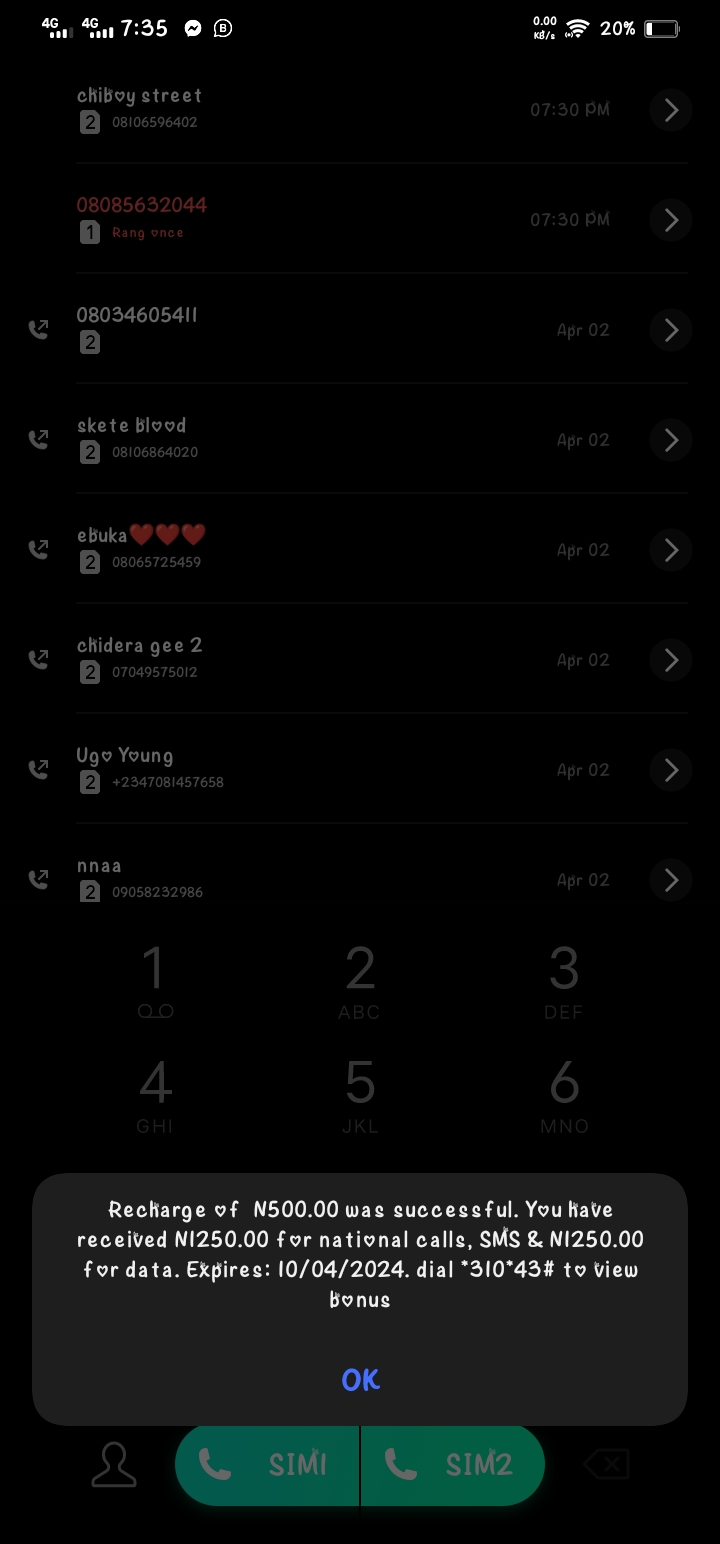 4G 4G 7:35 0.00 KB/s 20%
chiboy street
2 08106596402
07:30 PM
08085632044
1 Rang once
07:30 PM
08034605411
2
Apr 02
skete blood
2 08106864020
Apr 02
ebuka❤️❤️❤️
2 08065725459
Apr 02
chidera gee 2
2 07049575012
Apr 02
Ugo Young
2 +2347081457658
Apr 02
nnaa
2 09058232986
Apr 02
1 2 3
ABC DEF
4 5 6
GHI JKL MNO
Recharge of N500.00 was successful. You have
received N1250.00 for national calls, SMS & N1250.00
for data. Expires: 10/04/2024. dial *310*43# to view
bonus
OK
SIM1 SIM2